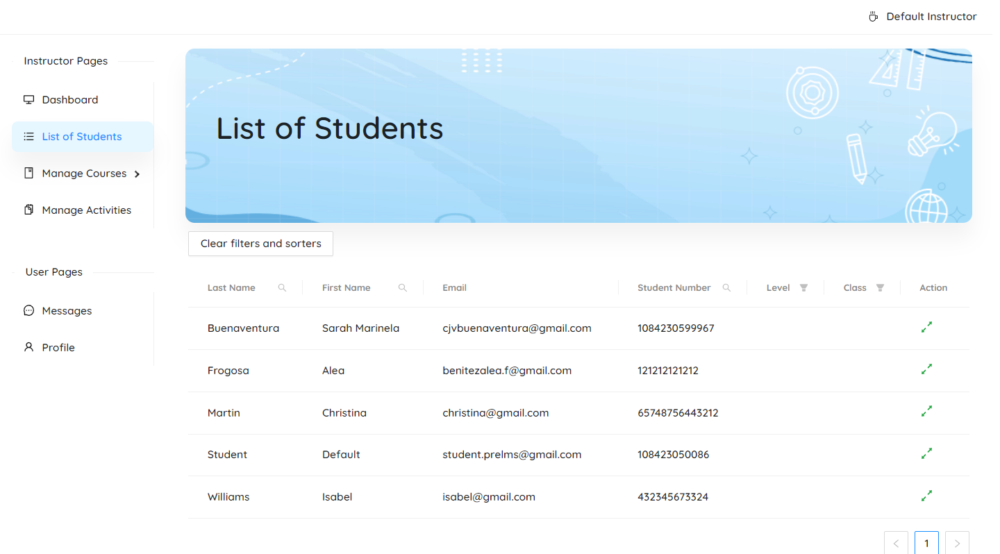 Default Instructor
Instructor Pages
Dashboard
List of Students
Manage Courses
Manage Activities
User Pages
Messages
Profile
List of Students
Clear filters and sorters
Last Name First Name Email Student Number Level Class Action
Buenaventura Sarah Marinela cjvbuenaventura@gmail.com 1084230599967
Frogosa Alea benitezalea.f@gmail.com 121212121212
Martin Christina christina@gmail.com 65748756443212
Student Default student.prelms@gmail.com 108423050086
Williams Isabel isabel@gmail.com 432345673324
1